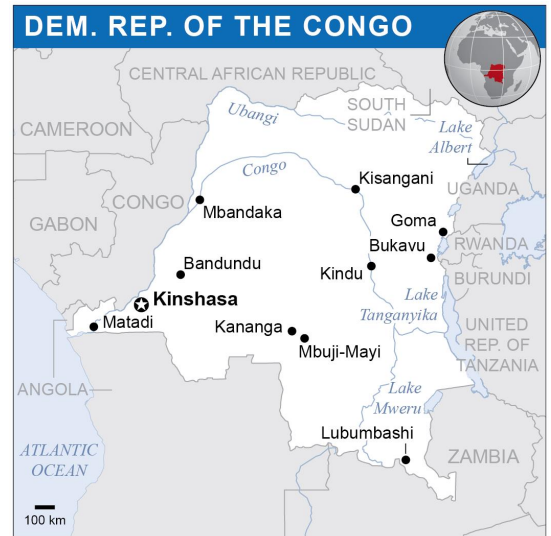 DEM. REP. OF THE CONGO
CENTRAL AFRICAN REPUBLIC
SOUTH
SUDAN
CAMEROON
Ubangi
Lake
Albert
Congo
Kisangani
UGANDA
CONGO
Mbandaka
GABON
Goma
Bukavu
RWANDA
Bandundu
Kindu
BURUNDI
Kinshasa
Lake
Tanganyika
Matadi
Kananga
Mbuji-Mayi
UNITED
REP. OF
TANZANIA
ANGOLA
Lake
Mweru
Lubumbashi
ATLANTIC
OCEAN
ZAMBIA
100 km